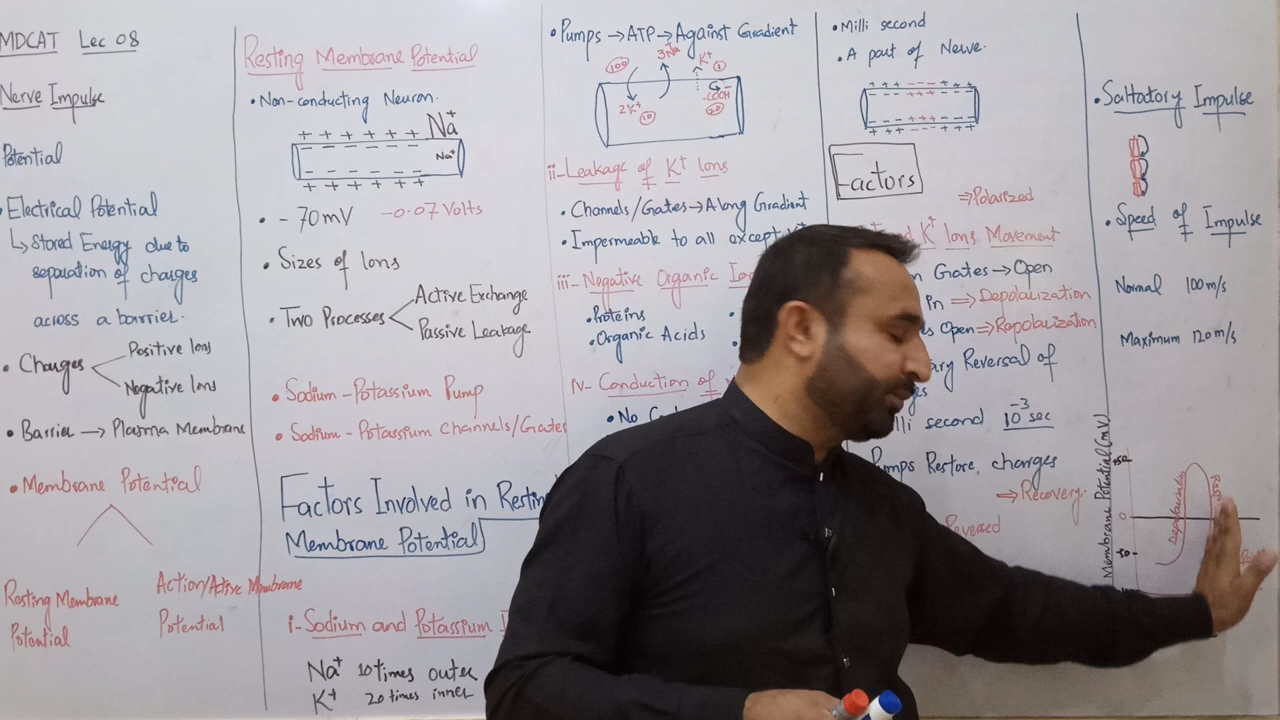 MDCAT Lec 08
Nerve Impulse
Potential
• Electrical Potential
↳ Stored Energy due to
separation of charges
across a barrier.
• Charges
Positive Ions
Negative Ions
• Barrier → Plasma Membrane
• Membrane Potential
Resting Membrane
Potential
Action/Active Membrane
Potential
Resting Membrane Potential
• Non-conducting Neuron.
+ + + + + + Na+
– – – – – – Na+
– – – – – –
+ + + + + +
• - 70mV -0.07 Volts
• Sizes of Ions
• Two Processes
Active Exchange
Passive Leakage
• Sodium-Potassium Pump
• Sodium-Potassium Channels/Gates
Factors Involved in Resting
Membrane Potential
i- Sodium and Potassium
Na+ 10 times outer
K+ 20 times inner
• Pumps → ATP → Against Gradient
100 3Na+ K+ 1
2K+ 10 -COOH- 20
ii- Leakage of K+ Ions
• Channels/Gates → Along Gradient
• Impermeable to all except
iii- Negative Organic
• Proteins
• Organic Acids
iv- Conduction of
• No
• Milli second
• A part of Nerve.
+ + + - - - - + + +
– – – + + + – – –
– – – + + + – – –
+ + + - - - + + +
Factors
⇒ Polarized
K+ Ions Movement
Gates → Open
In ⇒ Depolarization
Open ⇒ Repolarization
Reversal of
second 10-3 sec
Pumps Restore charges
⇒ Recovery.
Reversed
• Saltatory Impulse
• Speed of Impulse
Normal 100 m/s
Maximum 120 m/s
Membrane Potential (mV)
+50
0
-50
Depolarization